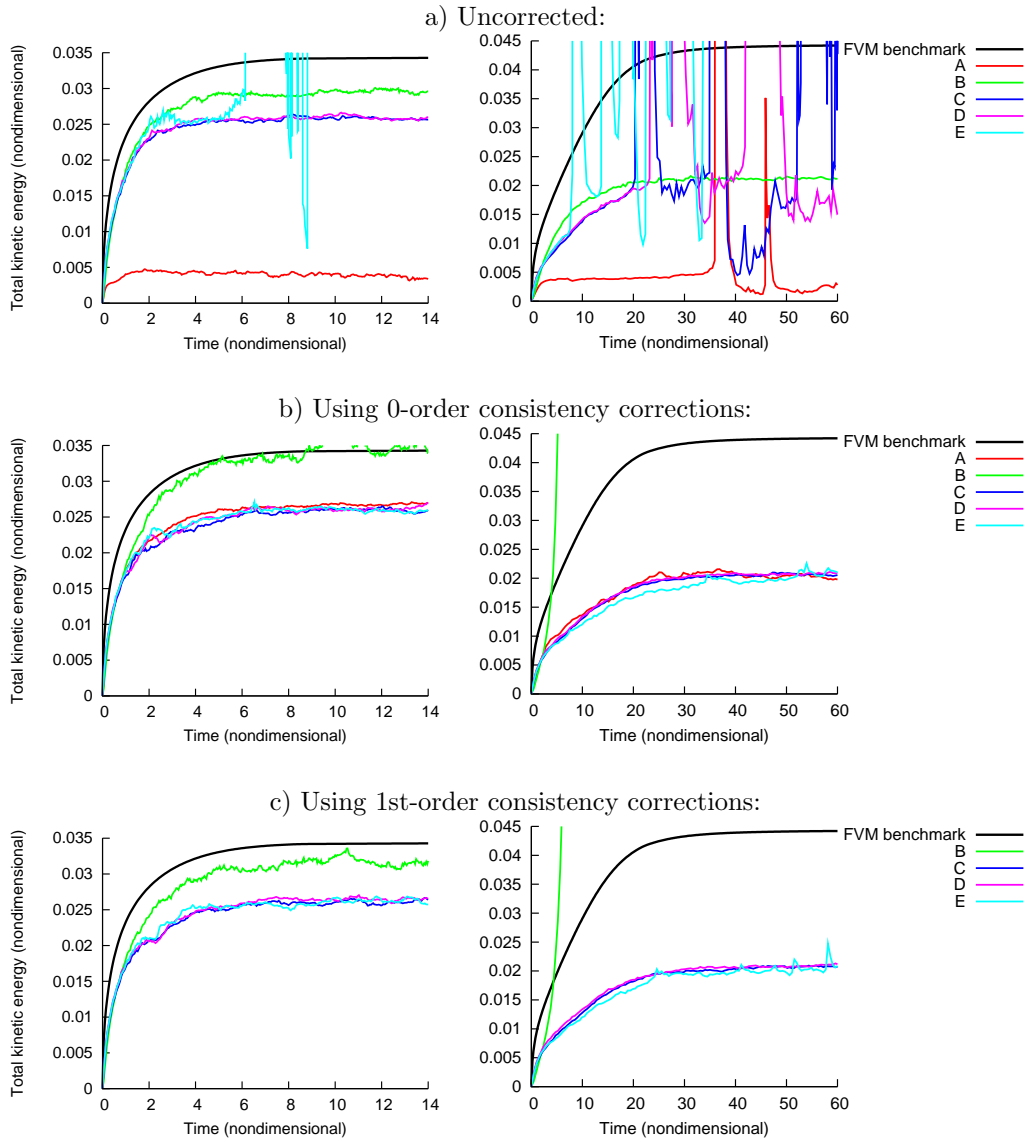 a) Uncorrected:
Total kinetic energy (nondimensional)
0.035
0.03
0.025
0.02
0.015
0.01
0.005
0
0 2 4 6 8 10 12 14
Time (nondimensional)
0.045
0.04
0.035
0.03
0.025
0.02
0.015
0.01
0.005
0
0 10 20 30 40 50 60
Time (nondimensional)
FVM benchmark
A
B
C
D
E
b) Using 0-order consistency corrections:
Total kinetic energy (nondimensional)
0.035
0.03
0.025
0.02
0.015
0.01
0.005
0
0 2 4 6 8 10 12 14
Time (nondimensional)
0.045
0.04
0.035
0.03
0.025
0.02
0.015
0.01
0.005
0
0 10 20 30 40 50 60
Time (nondimensional)
FVM benchmark
A
B
C
D
E
c) Using 1st-order consistency corrections:
Total kinetic energy (nondimensional)
0.035
0.03
0.025
0.02
0.015
0.01
0.005
0
0 2 4 6 8 10 12 14
Time (nondimensional)
0.045
0.04
0.035
0.03
0.025
0.02
0.015
0.01
0.005
0
0 10 20 30 40 50 60
Time (nondimensional)
FVM benchmark
B
C
D
E